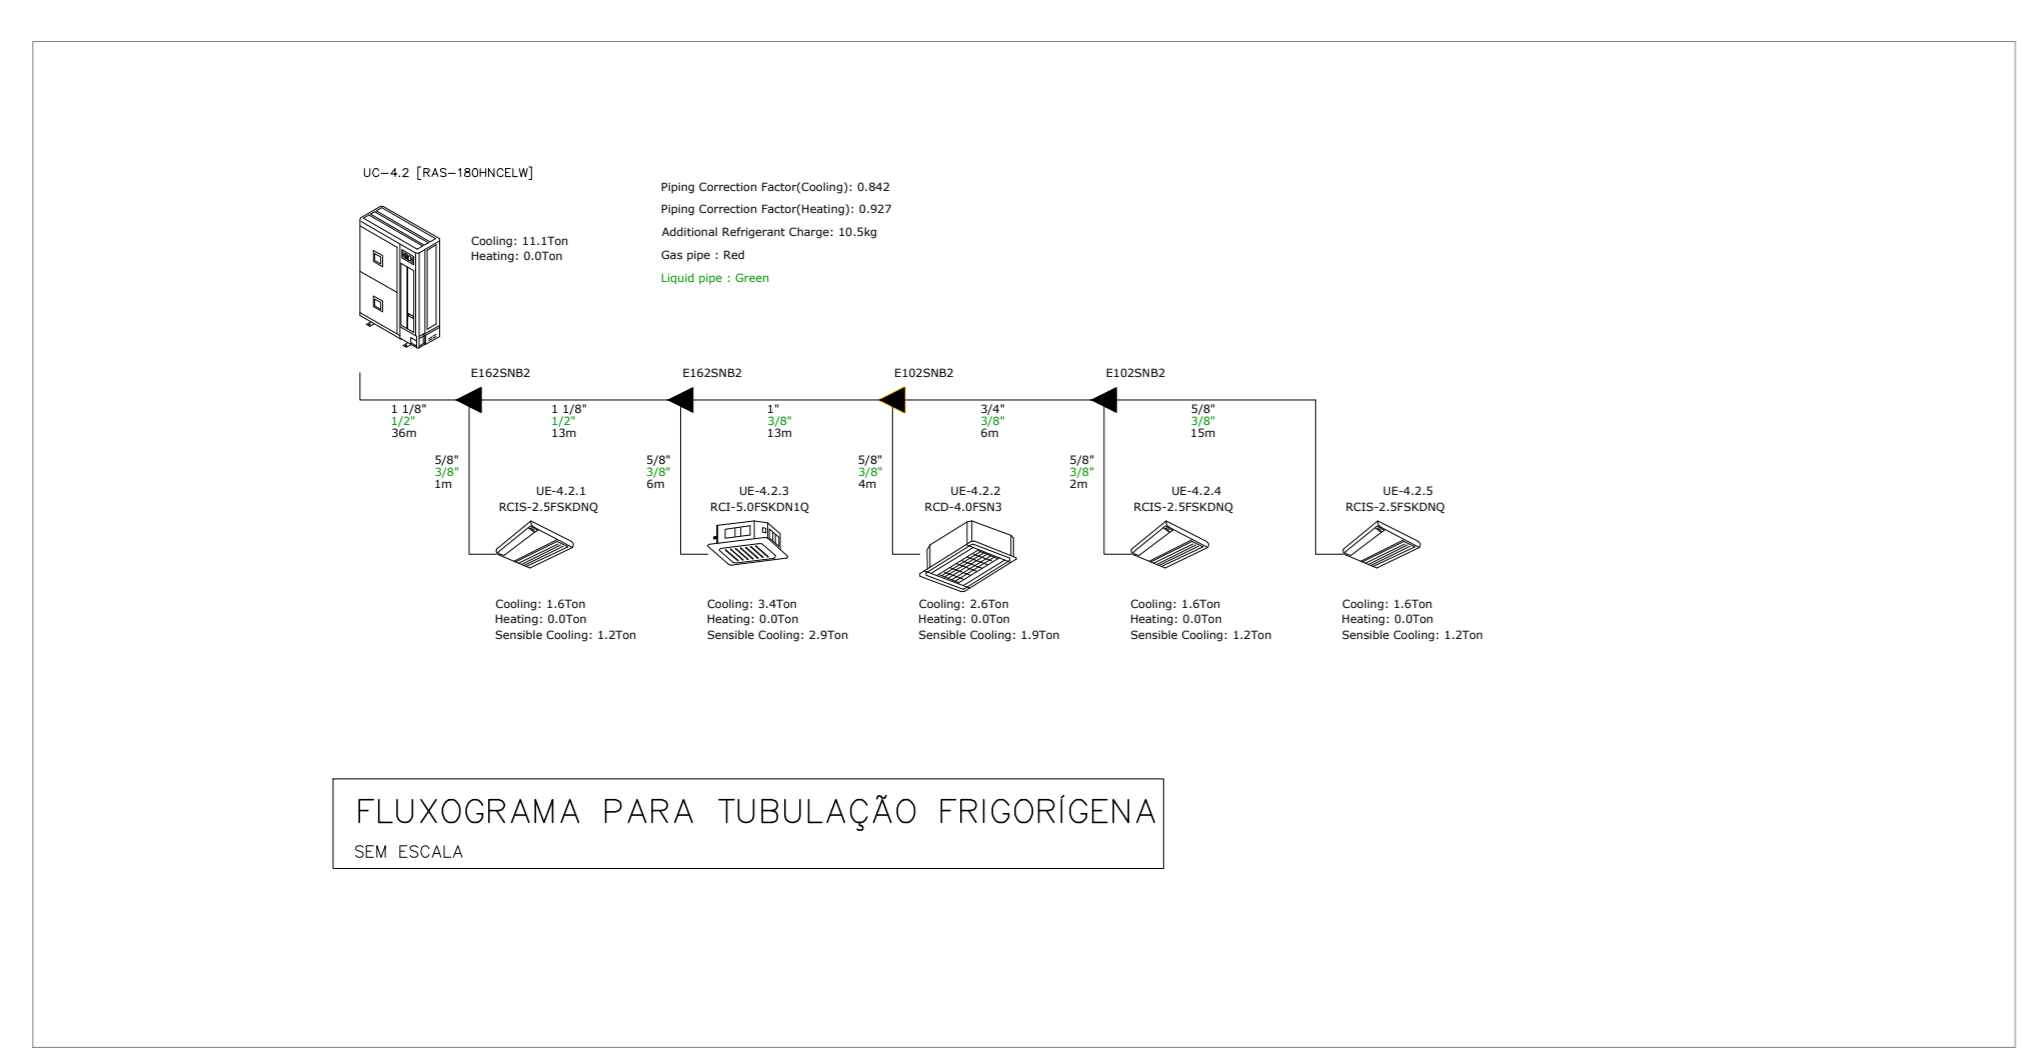 UC-4.2 [RAS-180HNCELW]
Cooling: 11.1Ton
Heating: 0.0Ton
Piping Correction Factor(Cooling): 0.842
Piping Correction Factor(Heating): 0.927
Additional Refrigerant Charge: 10.5kg
Gas pipe : Red
Liquid pipe : Green
E162SNB2
E162SNB2
E102SNB2
E102SNB2
1 1/8"
1/2"
36m
1 1/8"
1/2"
13m
1"
3/8"
13m
3/4"
3/8"
6m
5/8"
3/8"
15m
5/8"
3/8"
1m
5/8"
3/8"
6m
5/8"
3/8"
4m
5/8"
3/8"
2m
UE-4.2.1
RCIS-2.5FSKDNQ
UE-4.2.3
RCI-5.0FSKDN1Q
UE-4.2.2
RCD-4.0FSN3
UE-4.2.4
RCIS-2.5FSKDNQ
UE-4.2.5
RCIS-2.5FSKDNQ
Cooling: 1.6Ton
Heating: 0.0Ton
Sensible Cooling: 1.2Ton
Cooling: 3.4Ton
Heating: 0.0Ton
Sensible Cooling: 2.9Ton
Cooling: 2.6Ton
Heating: 0.0Ton
Sensible Cooling: 1.9Ton
Cooling: 1.6Ton
Heating: 0.0Ton
Sensible Cooling: 1.2Ton
Cooling: 1.6Ton
Heating: 0.0Ton
Sensible Cooling: 1.2Ton
FLUXOGRAMA PARA TUBULAÇÃO FRIGORÍGENA
SEM ESCALA